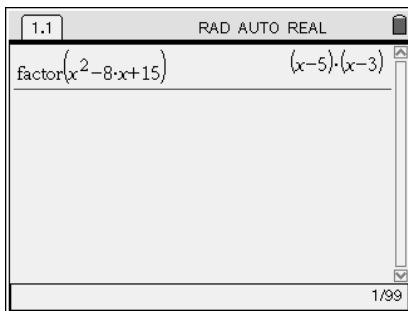 1.1 RAD AUTO REAL
factor(x²-8·x+15) (x-5)·(x-3)
1/99